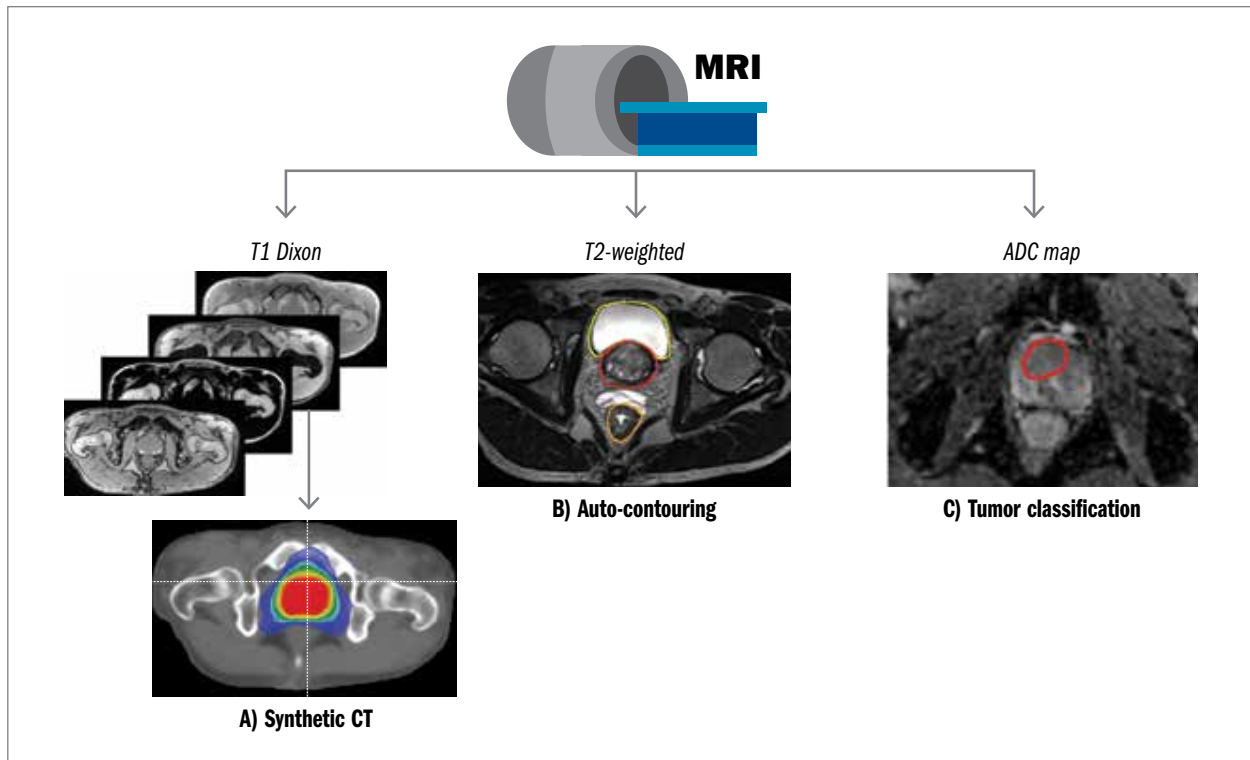 MRI
T1 Dixon
T2-weighted
ADC map
B) Auto-contouring
C) Tumor classification
A) Synthetic CT